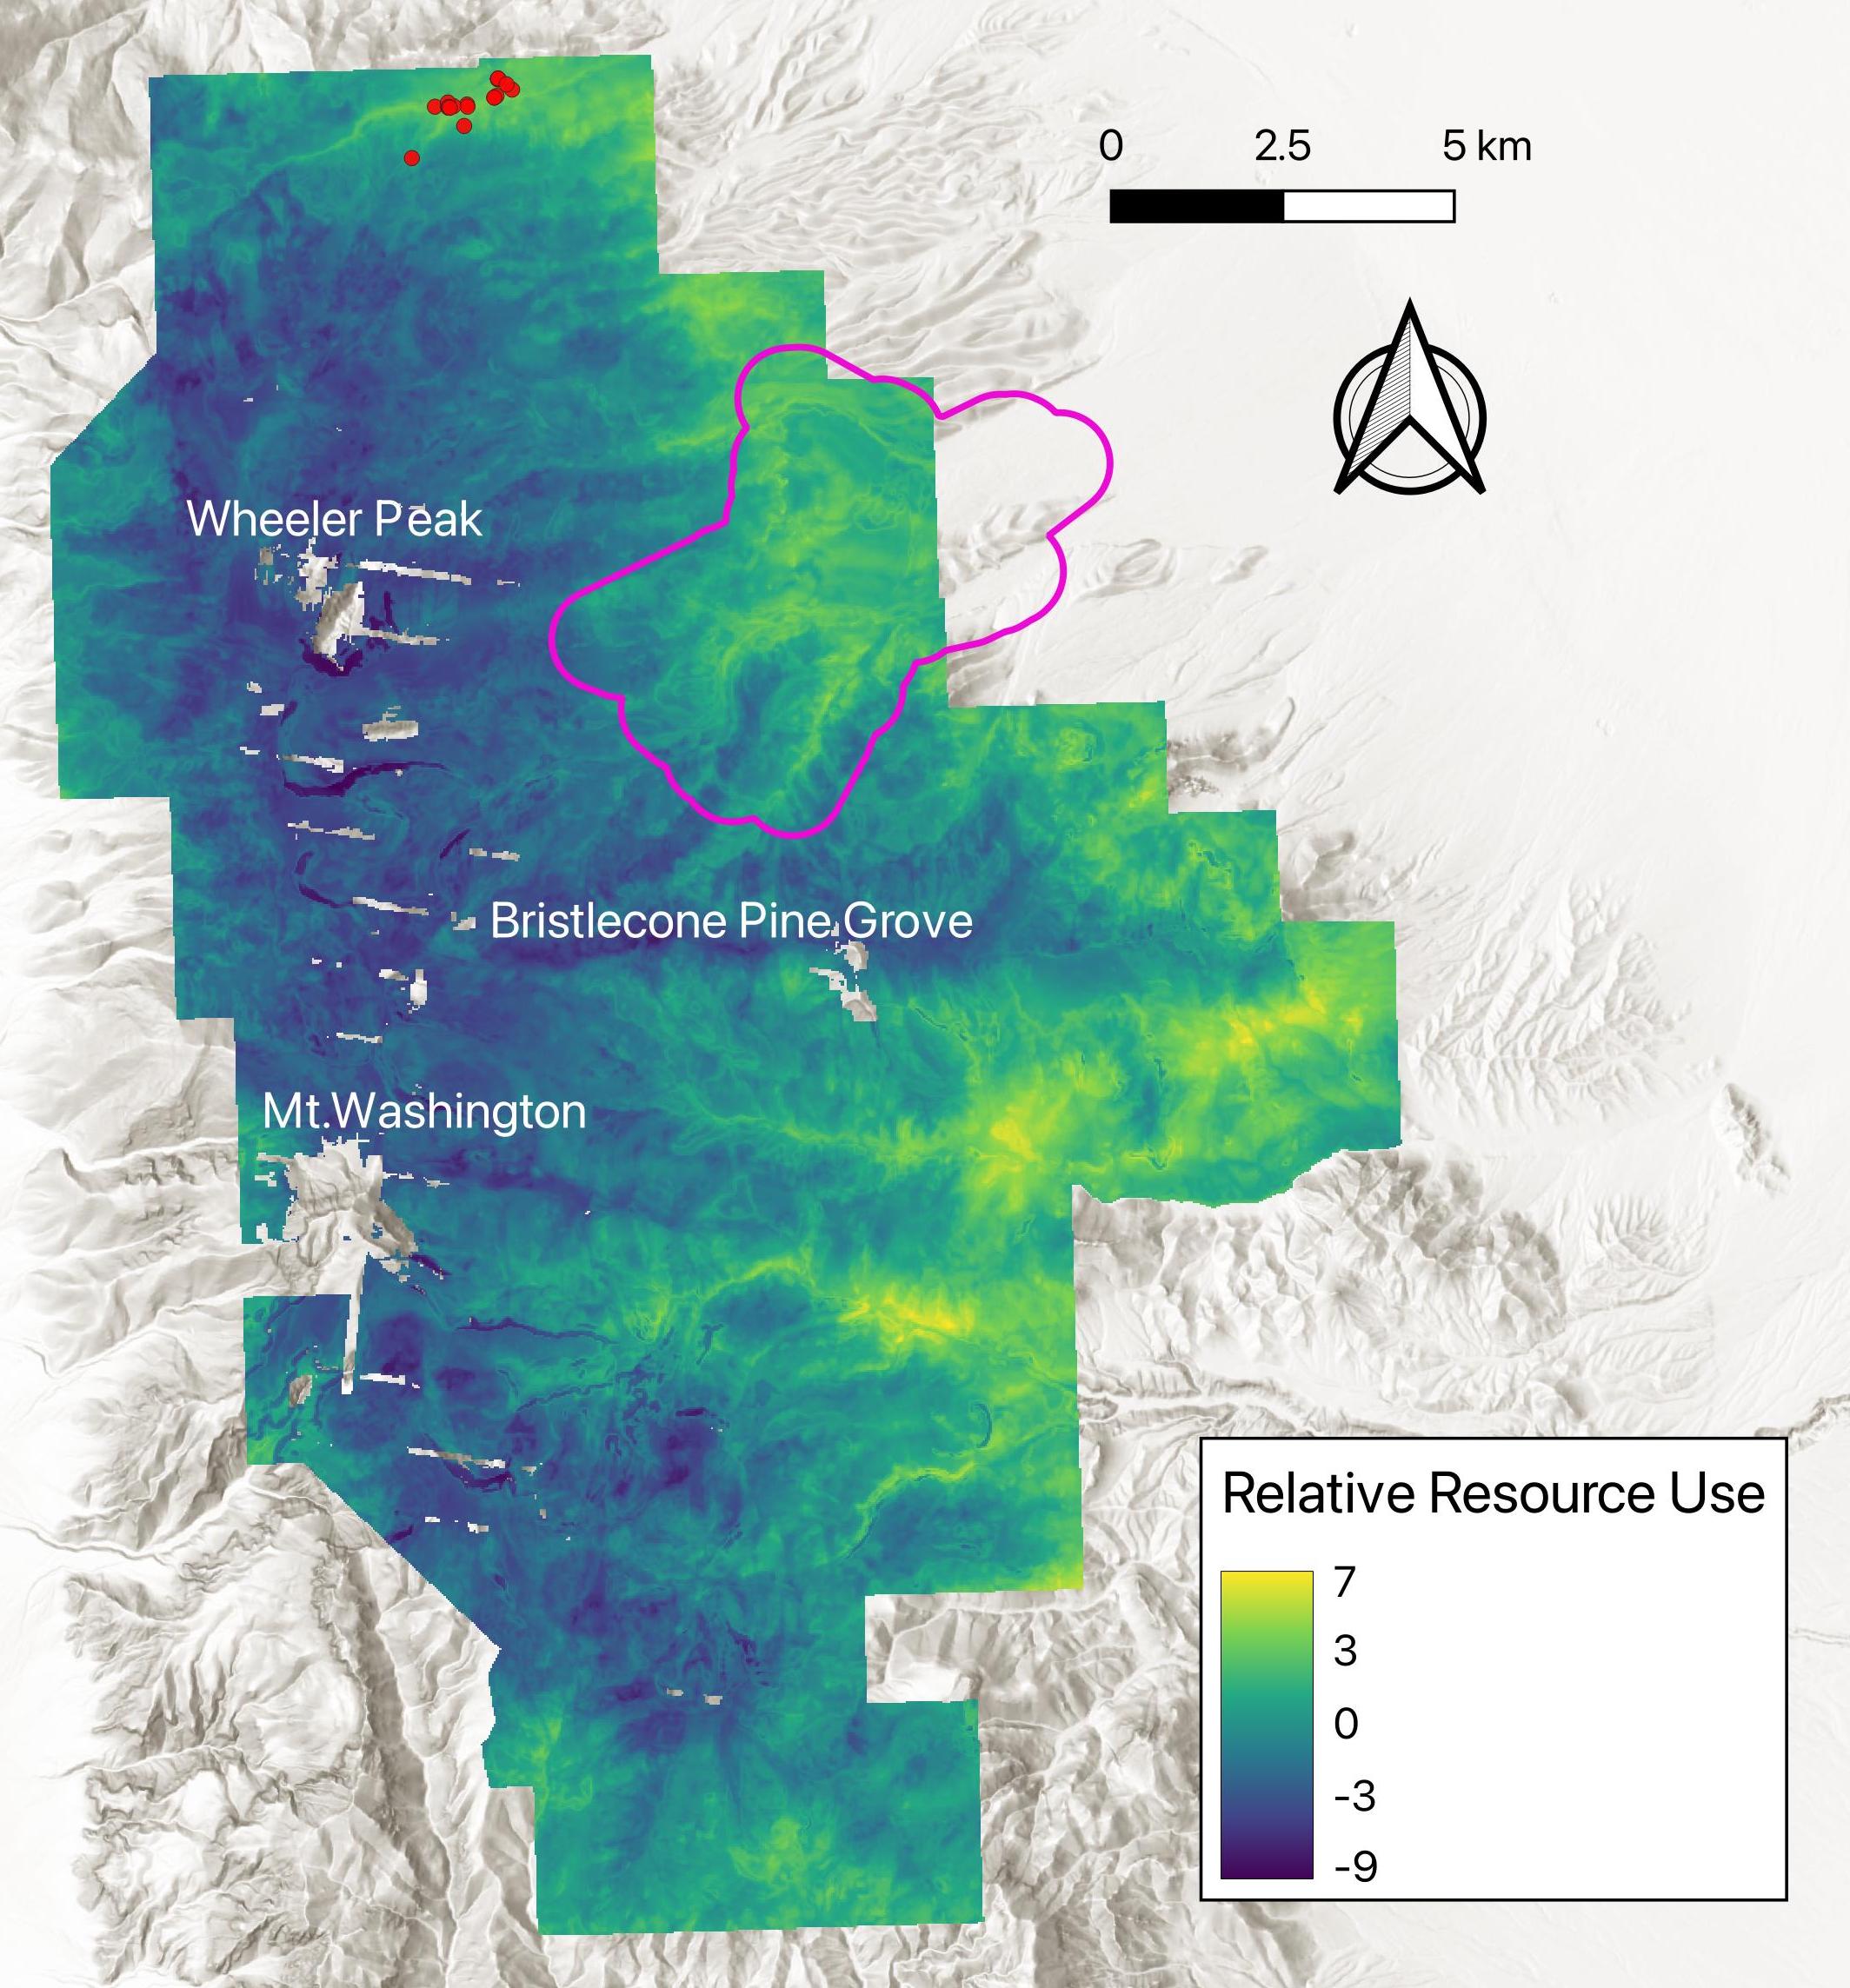 0 2.5 5 km
Wheeler Peak
Bristlecone Pine Grove
Mt.Washington
Relative Resource Use
7
3
0
-3
-9